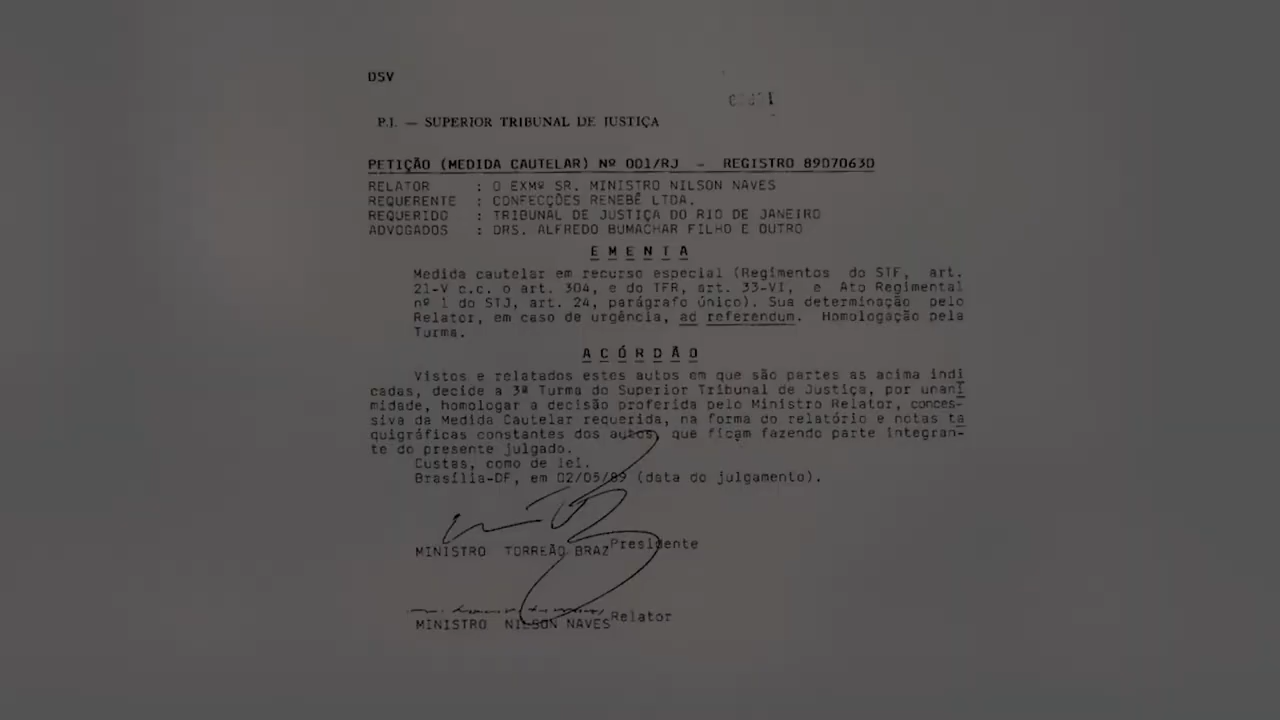 DSV
P.J. — SUPERIOR TRIBUNAL DE JUSTIÇA
PETIÇÃO (MEDIDA CAUTELAR) Nº 001/RJ - REGISTRO 89070630
RELATOR : O EXMº SR. MINISTRO NILSON NAVES
REQUERENTE : CONFECÇÕES RENEBÊ LTDA.
REQUERIDO : TRIBUNAL DE JUSTIÇA DO RIO DE JANEIRO
ADVOGADOS : DRS. ALFREDO BUMACHAR FILHO E OUTRO
E M E N T A
Medida cautelar em recurso especial (Regimentos do STF, art.
21-V c.c. o art. 304, e do TFR, art. 33-VI, e Ato Regimental
nº 1 do STJ, art. 24, parágrafo único). Sua determinação pelo
Relator, em caso de urgência, ad referendum. Homologação pela
Turma.
A C Ó R D Ã O
Vistos e relatados estes autos em que são partes as acima indi
cadas, decide a 3ª Turma do Superior Tribunal de Justiça, por unani
midade, homologar a decisão proferida pelo Ministro Relator, conces-
siva da Medida Cautelar requerida, na forma do relatório e notas ta
quigráficas constantes dos autos, que ficam fazendo parte integran-
te do presente julgado.
Custas, como de lei.
Brasília-DF, em 02/05/89 (data do julgamento).
MINISTRO TORREÃO BRAZ Presidente
MINISTRO NILSON NAVES Relator